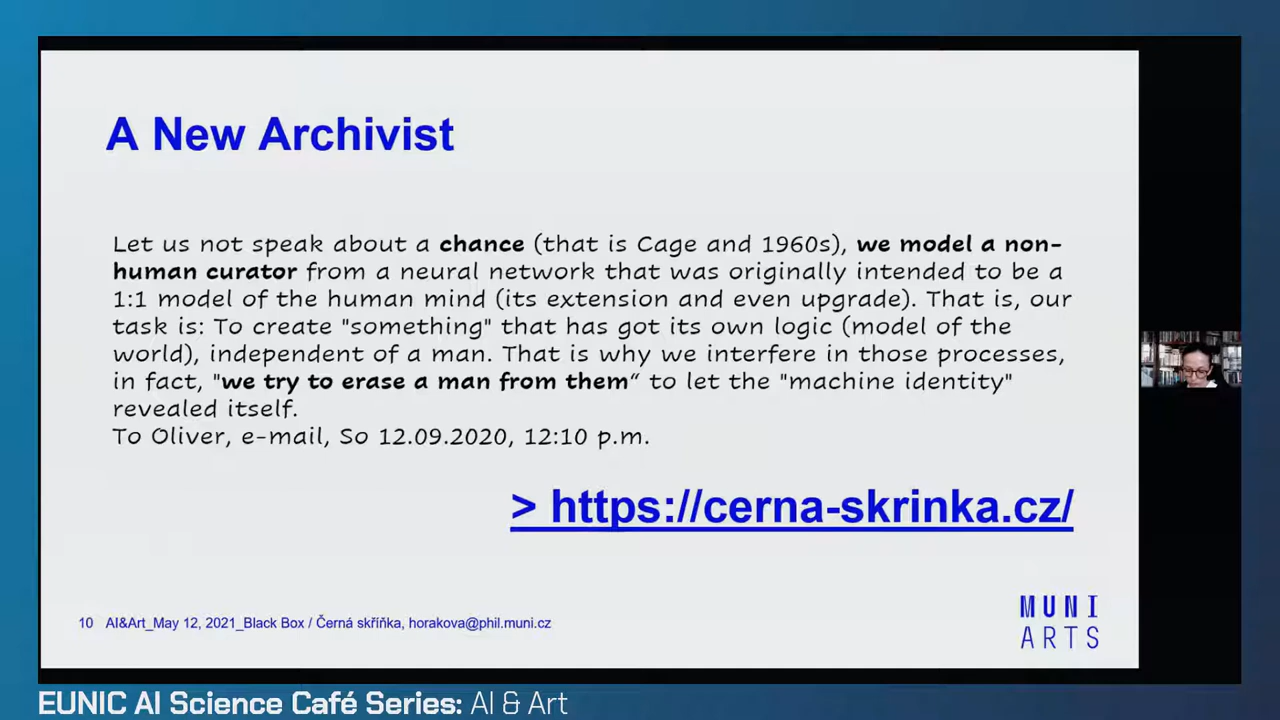 A New Archivist
Let us not speak about a chance (that is Cage and 1960s), we model a non-
human curator from a neural network that was originally intended to be a
1:1 model of the human mind (its extension and even upgrade). That is, our
task is: To create "something" that has got its own logic (model of the
world), independent of a man. That is why we interfere in those processes,
in fact, "we try to erase a man from them“ to let the "machine identity"
revealed itself.
To Oliver, e-mail, So 12.09.2020, 12:10 p.m.
> https://cerna-skrinka.cz/
10 AI&Art_May 12, 2021_Black Box / Černá skříňka, horakova@phil.muni.cz
MUNI
ARTS
EUNIC AI Science Café Series: AI & Art